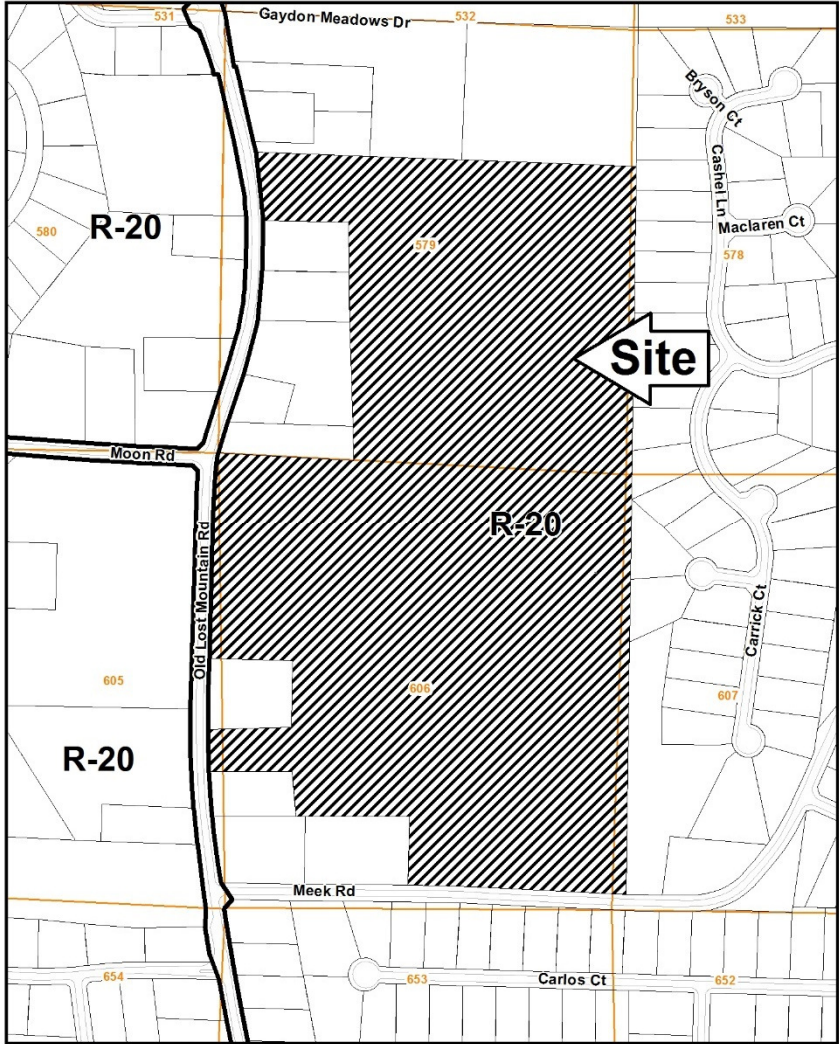 531
Gaydon Meadows Dr
532
533
Bryson Ct
Cashel Ln
Maclaren Ct
580
R-20
579
578
Site
Moon Rd
R-20
Old Lost Mountain Rd
Carrick Ct
605
606
607
R-20
Meek Rd
654
653
Carlos Ct
652